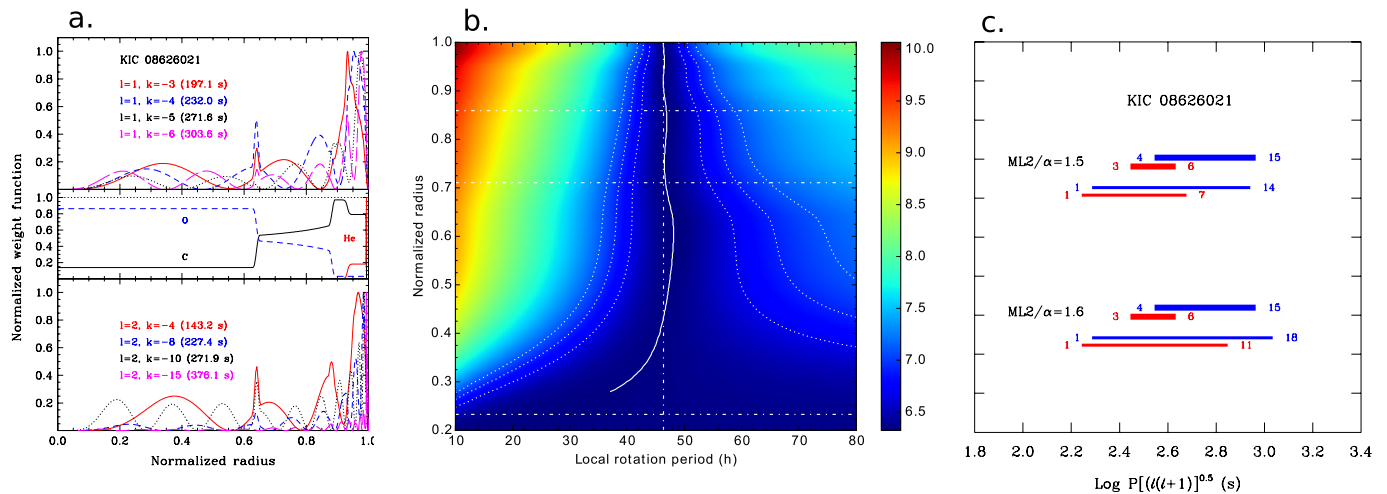 a.
KIC 08626021
l=1, k=−3 (197.1 s)
l=1, k=−4 (232.0 s)
l=1, k=−5 (271.6 s)
l=1, k=−6 (303.6 s)
1.0
0.8
0.6
0.4
0.2
1.0
0.8
0.6
0.4
0.2
O
C
He
l=2, k=−4 (143.2 s)
l=2, k=−8 (227.4 s)
l=2, k=−10 (271.9 s)
l=2, k=−15 (376.1 s)
1.0
0.8
0.6
0.4
0.2
0.0 0.2 0.4 0.6 0.8 1.0
Normalized radius
Normalized weight function
b.
1.0
0.9
0.8
0.7
0.6
0.5
0.4
0.3
0.2
10 20 30 40 50 60 70 80
Local rotation period (h)
Normalized radius
10.0
9.5
9.0
8.5
8.0
7.5
7.0
6.5
c.
KIC 08626021
ML2/α=1.5
4 15
3 6
1 14
1 7
ML2/α=1.6
4 15
3 6
1 18
1 11
1.8 2.0 2.2 2.4 2.6 2.8 3.0 3.2 3.4
Log P[(l(l+1)]0.5 (s)